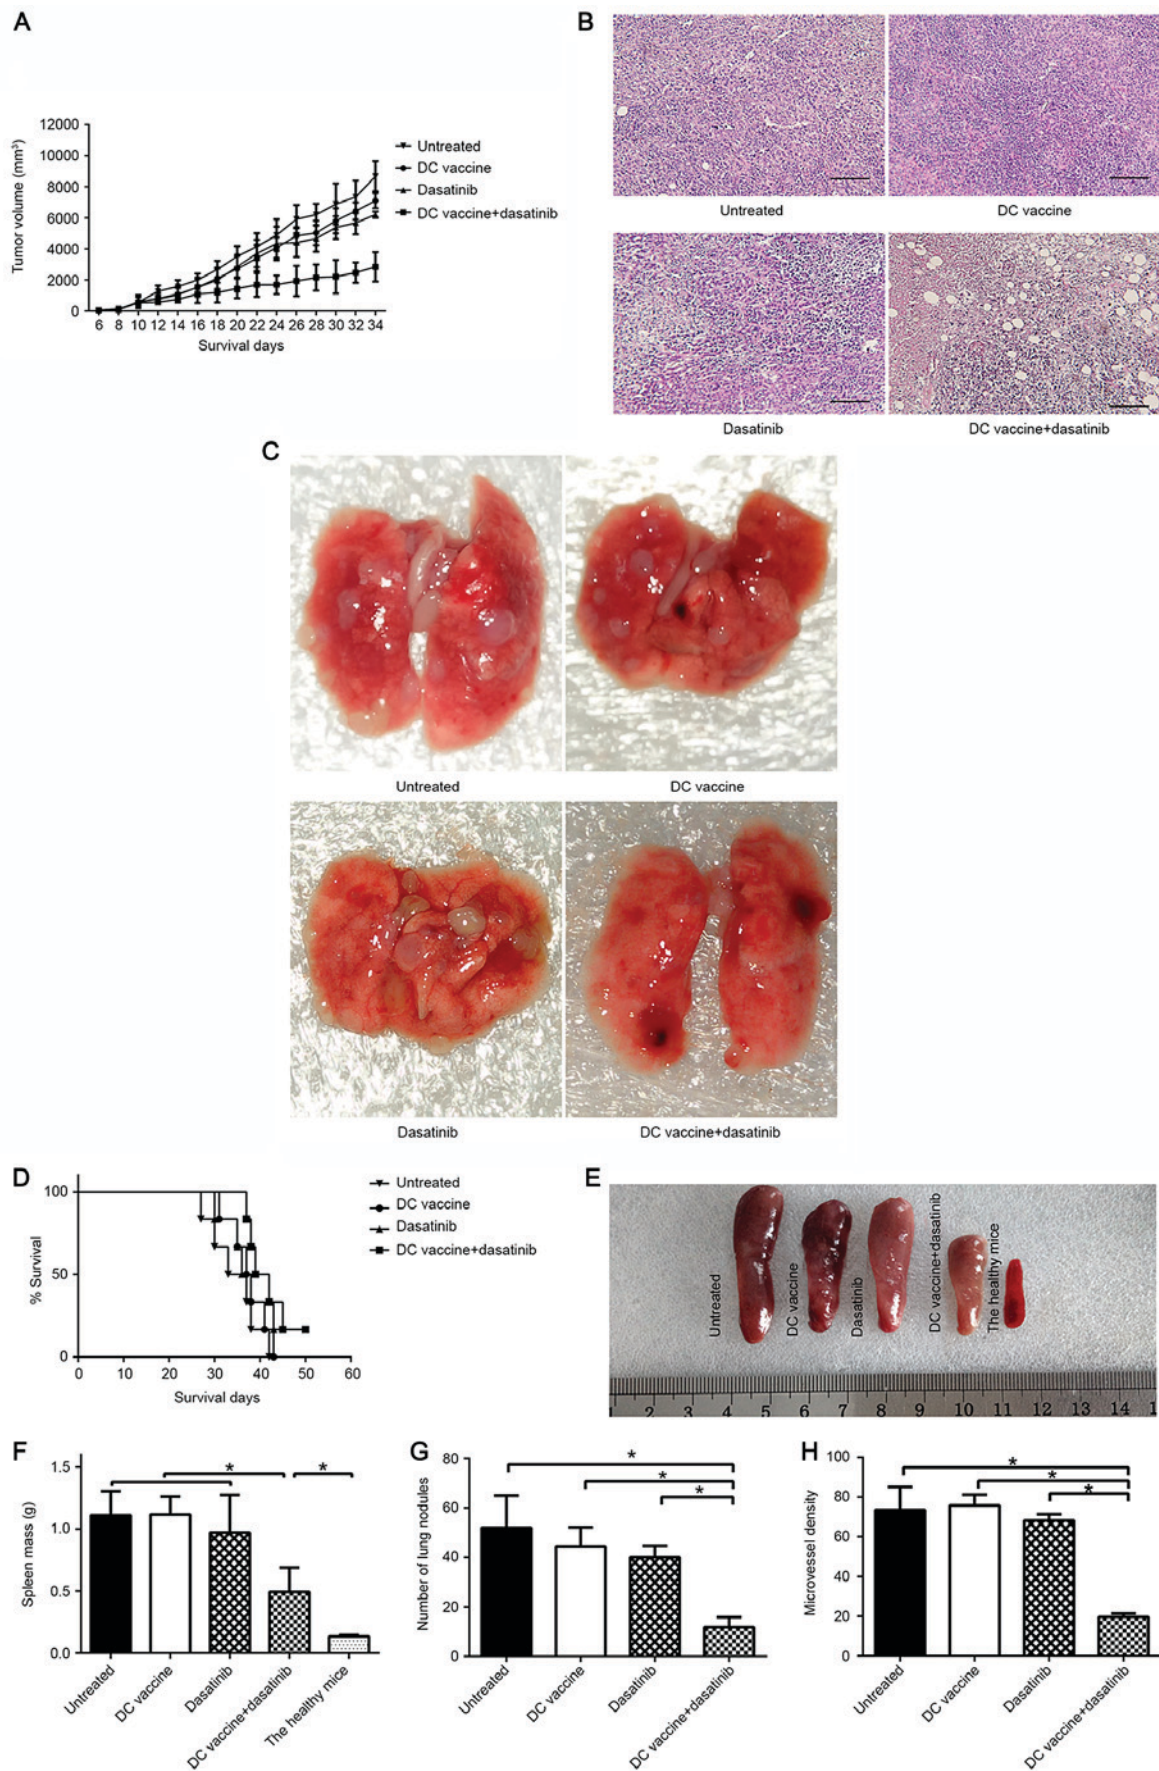 A
Tumor volume (mm³)
12000
10000
8000
6000
4000
2000
0
6 8 10 12 14 16 18 20 22 24 26 28 30 32 34
Survival days
Untreated
DC vaccine
Dasatinib
DC vaccine+dasatinib
B
Untreated
DC vaccine
Dasatinib
DC vaccine+dasatinib
C
Untreated
DC vaccine
Dasatinib
DC vaccine+dasatinib
D
% Survival
100
50
0
0 10 20 30 40 50 60
Survival days
Untreated
DC vaccine
Dasatinib
DC vaccine+dasatinib
E
Untreated
DC vaccine
Dasatinib
DC vaccine+dasatinib
The healthy mice
2 3 4 5 6 7 8 9 10 11 12 13 14 1
F
Spleen mass (g)
1.5
1.0
0.5
0.0
* *
Untreated
DC vaccine
Dasatinib
DC vaccine+dasatinib
The healthy mice
G
Number of lung nodules
80
60
40
20
0
*
*
*
Untreated
DC vaccine
Dasatinib
DC vaccine+dasatinib
H
Microvessel density
100
80
60
40
20
0
*
*
*
Untreated
DC vaccine
Dasatinib
DC vaccine+dasatinib